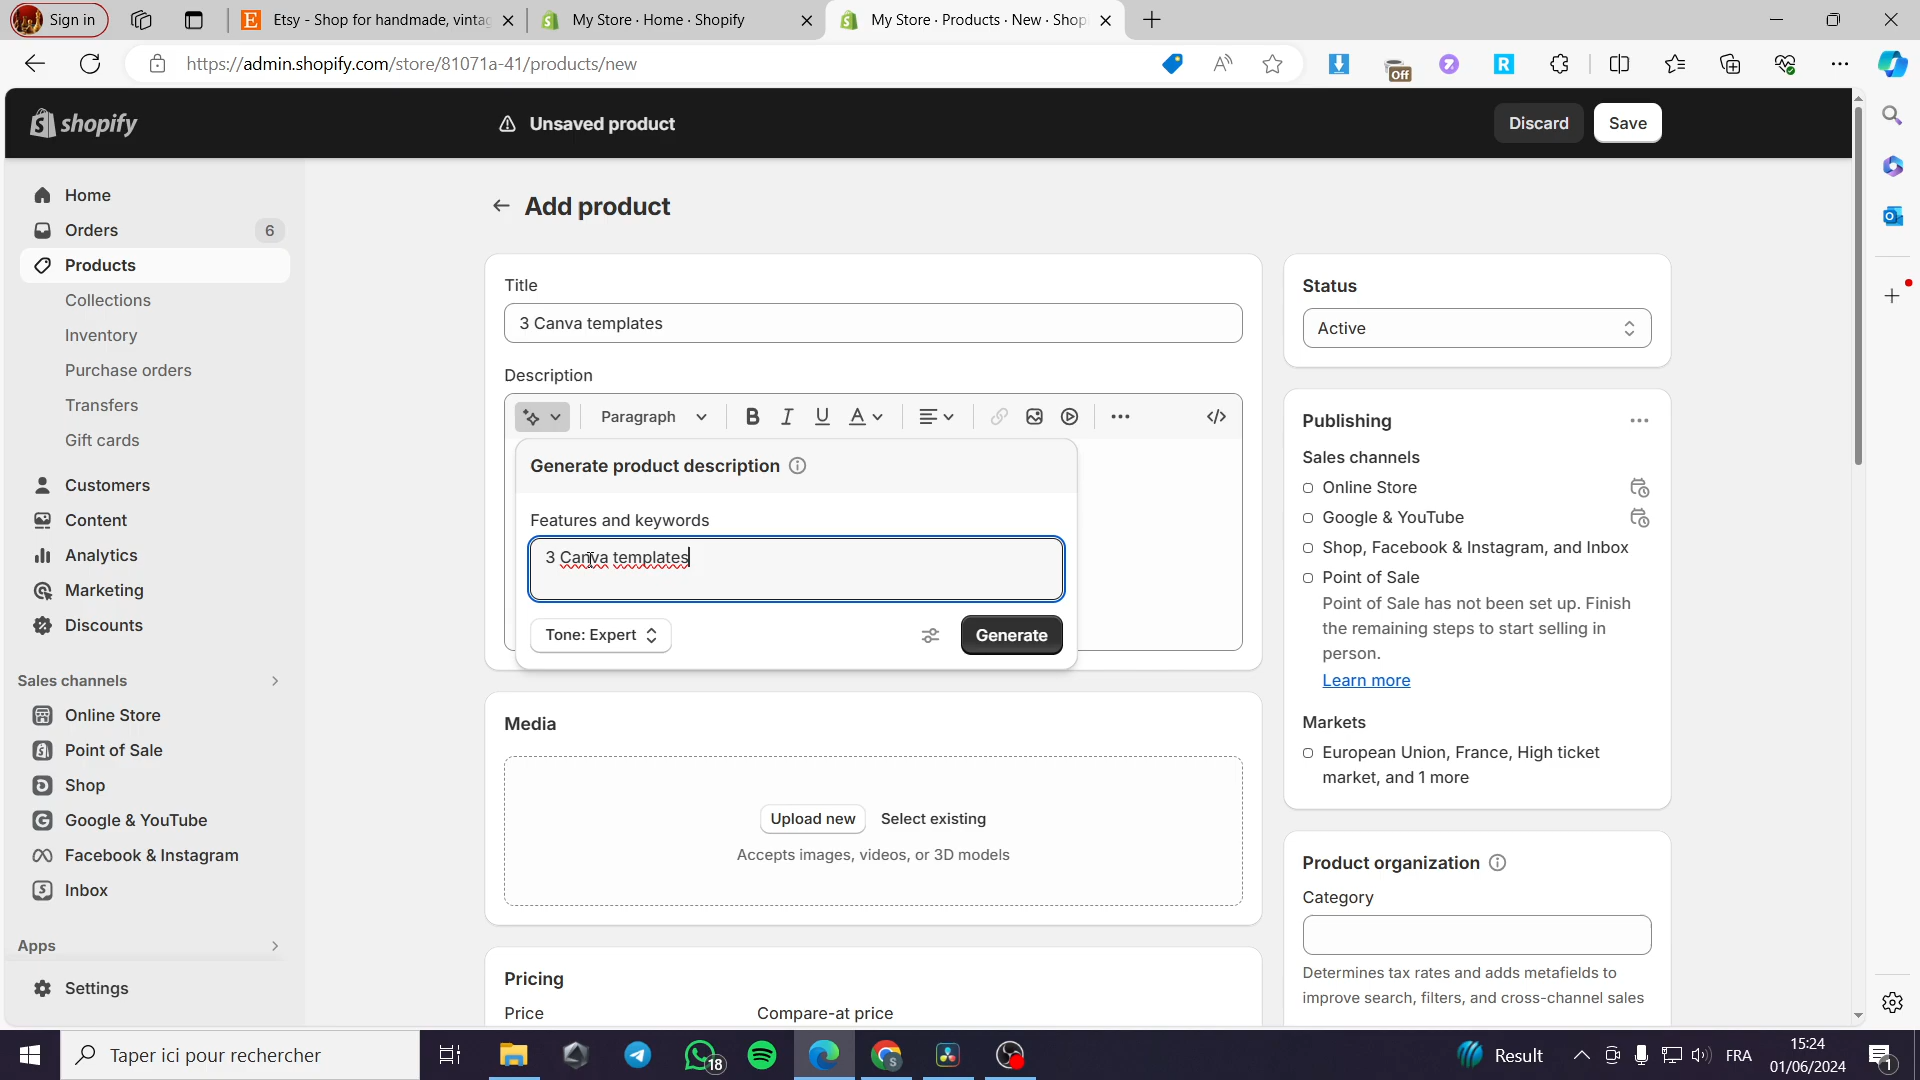 Sign in
Etsy - Shop for handmade, vintag
My Store · Home · Shopify
My Store · Products · New · Shop
https://admin.shopify.com/store/81071a-41/products/new
Off
shopify
Unsaved product
Discard
Save
Home
Orders
6
Products
Collections
Inventory
Purchase orders
Transfers
Gift cards
Customers
Content
Analytics
Marketing
Discounts
Sales channels
Online Store
Point of Sale
Shop
Google & YouTube
Facebook & Instagram
Inbox
Apps
Settings
Add product
Title
3 Canva templates
Description
Paragraph
B I U A
Generate product description
Features and keywords
3 Canva templates
Tone: Expert
Generate
Media
Upload new
Select existing
Accepts images, videos, or 3D models
Pricing
Price
Compare-at price
Status
Active
Publishing
Sales channels
Online Store
Google & YouTube
Shop, Facebook & Instagram, and Inbox
Point of Sale
Point of Sale has not been set up. Finish
the remaining steps to start selling in
person.
Learn more
Markets
European Union, France, High ticket
market, and 1 more
Product organization
Category
Determines tax rates and adds metafields to
improve search, filters, and cross-channel sales
Taper ici pour rechercher
18
Result
FRA
15:24
01/06/2024
1